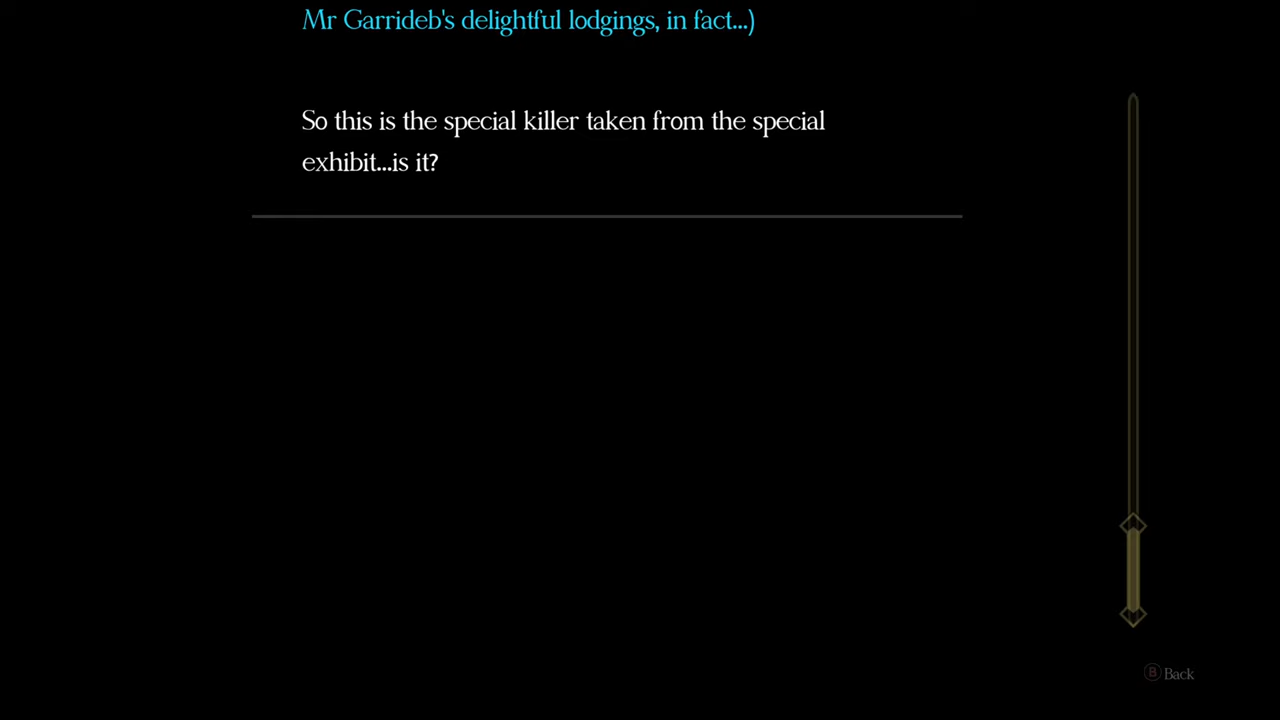 Mr Garrideb's delightful lodgings, in fact...)
So this is the special killer taken from the special
exhibit...is it?
B Back